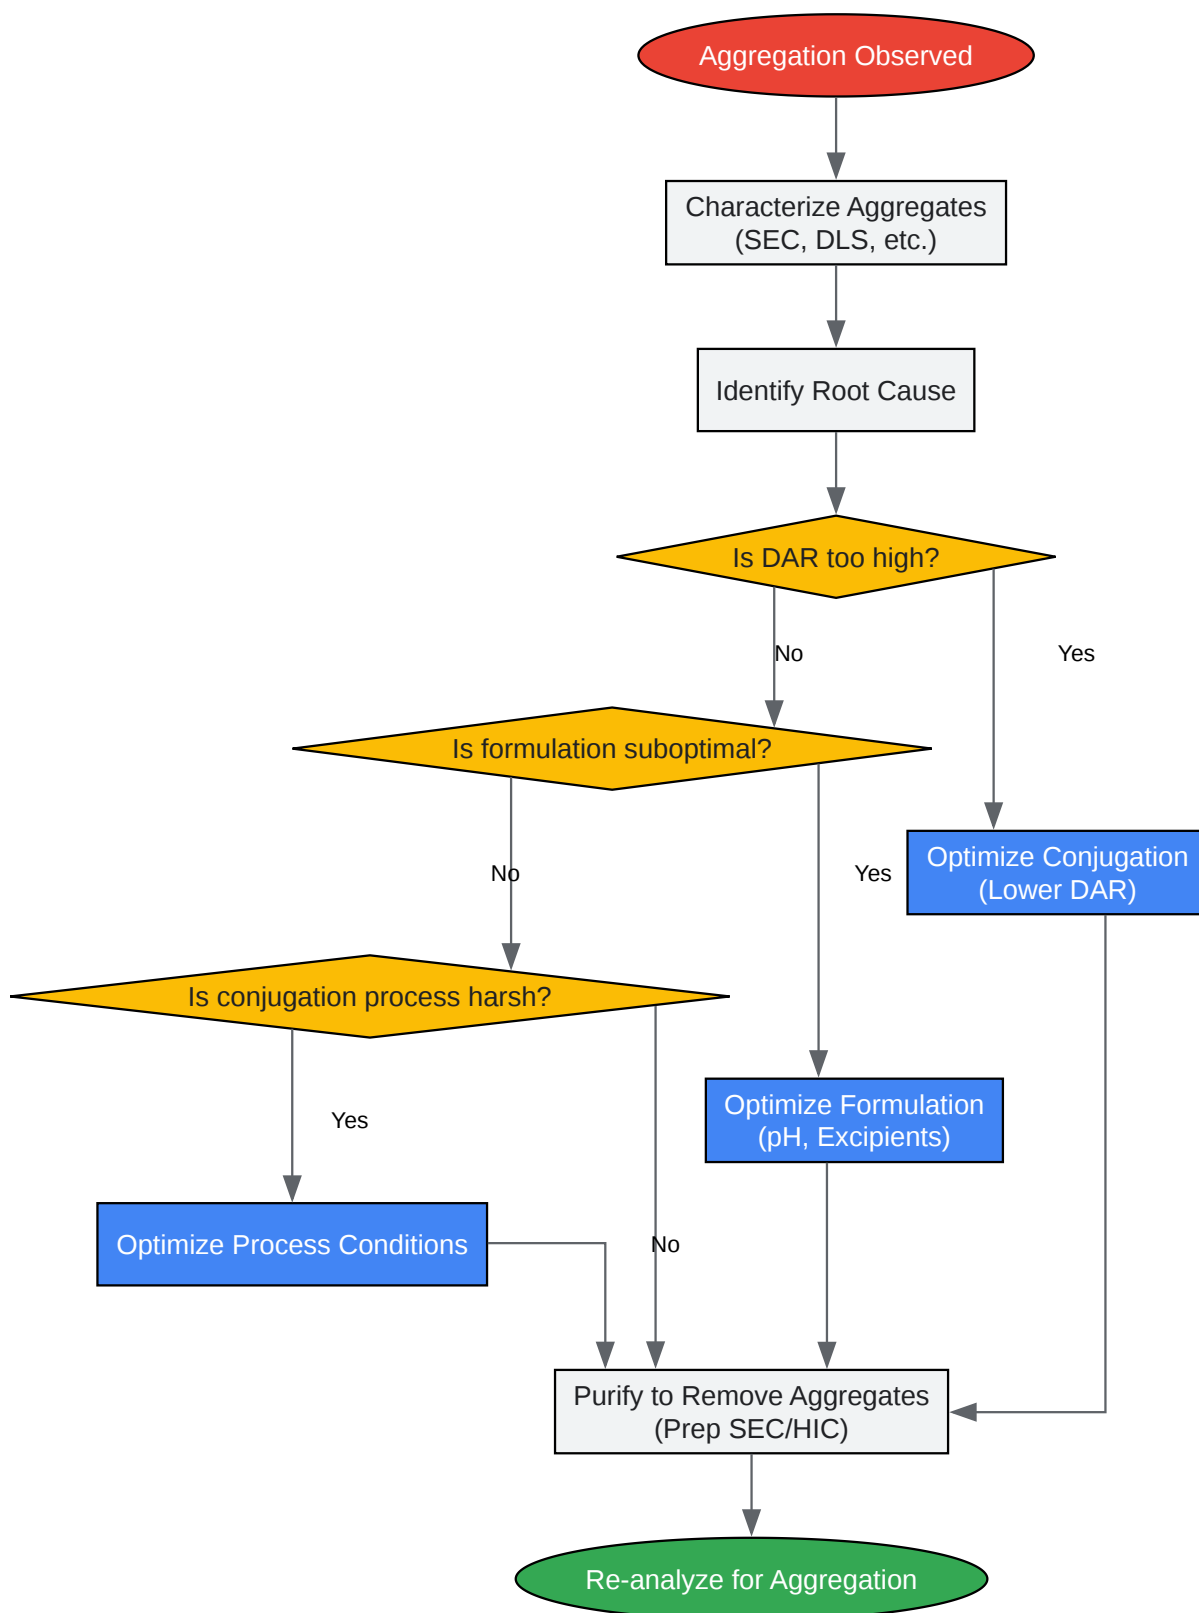 Aggregation Observed
Characterize Aggregates
(SEC, DLS, etc.)
Identify Root Cause
Is DAR too high?
No
Yes
Is formulation suboptimal?
Optimize Conjugation
(Lower DAR)
No
Yes
Is conjugation process harsh?
Optimize Formulation
(pH, Excipients)
Yes
Optimize Process Conditions
No
Purify to Remove Aggregates
(Prep SEC/HIC)
Re-analyze for Aggregation